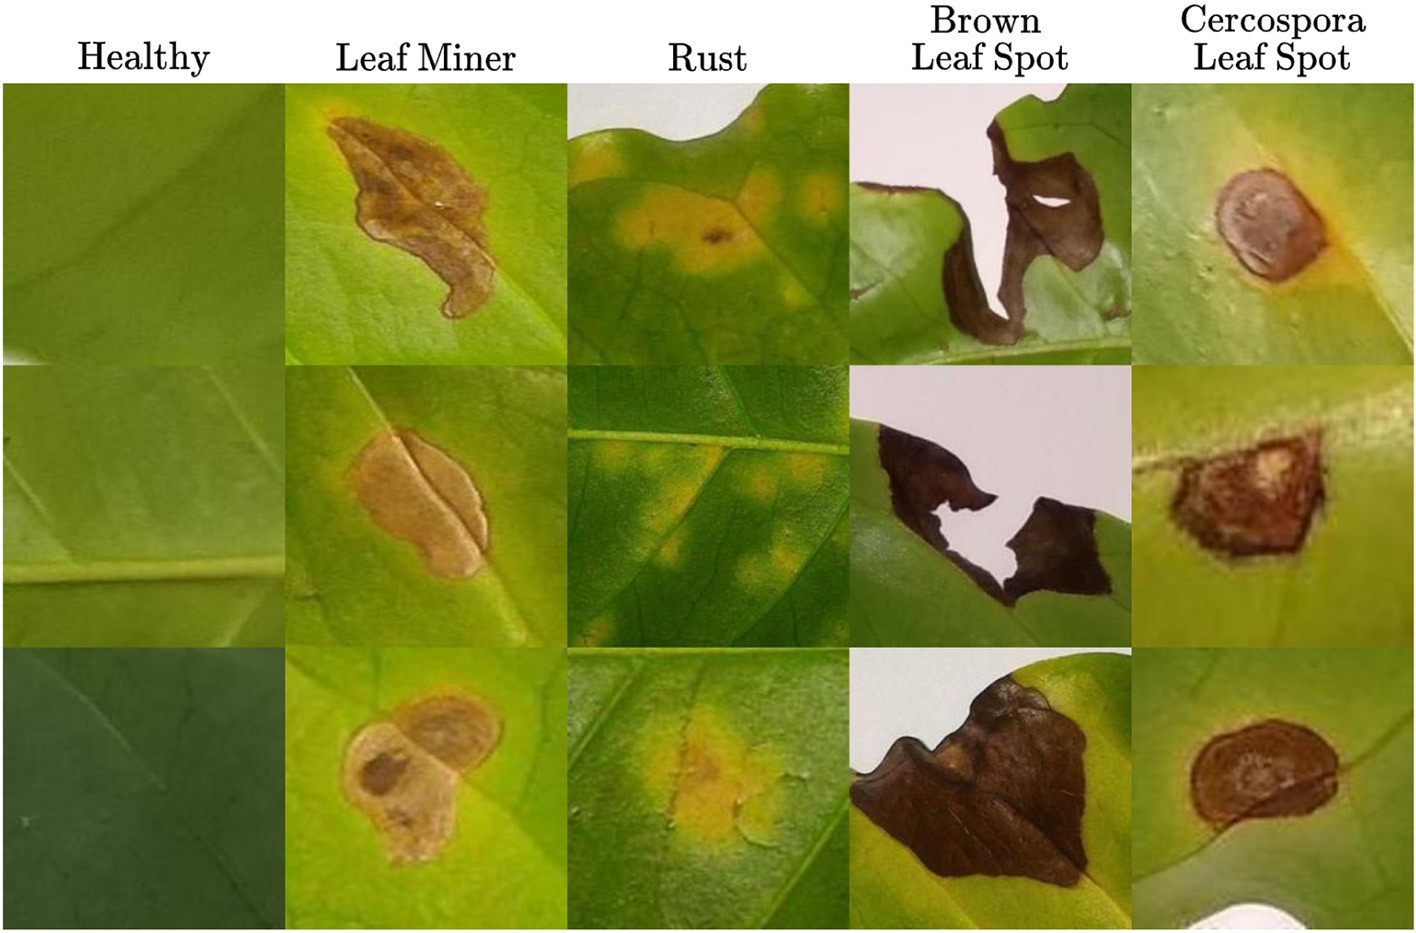 Healthy
Leaf Miner
Rust
Brown
Leaf Spot
Cercospora
Leaf Spot